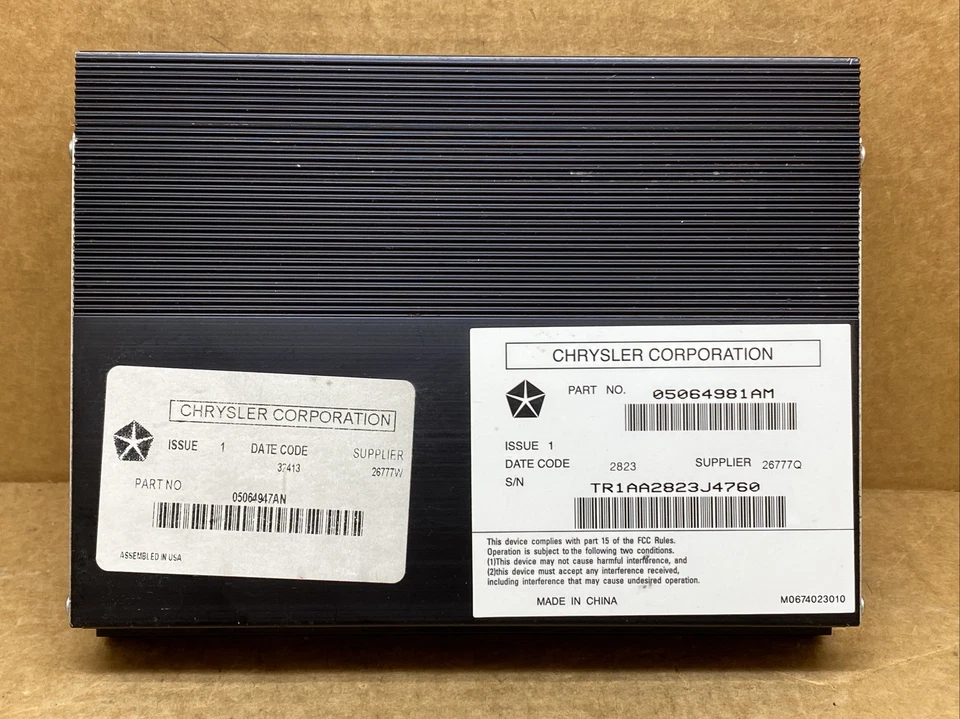 CHRYSLER CORPORATION
ISSUE 1 DATE CODE SUPPLIER
26777W
PART NO
05064947AN
ASSEMBLED IN USA
CHRYSLER CORPORATION
PART NO. 05064981AM
ISSUE 1
DATE CODE 2823 SUPPLIER 26777Q
S/N TR1AA2823J4760
This device complies with part 15 of the FCC Rules.
Operation is subject to the following two conditions.
(1)This device may not cause harmful interference, and
(2)this device must accept any interference received,
including interference that may cause undesired operation.
MADE IN CHINA M0674023010